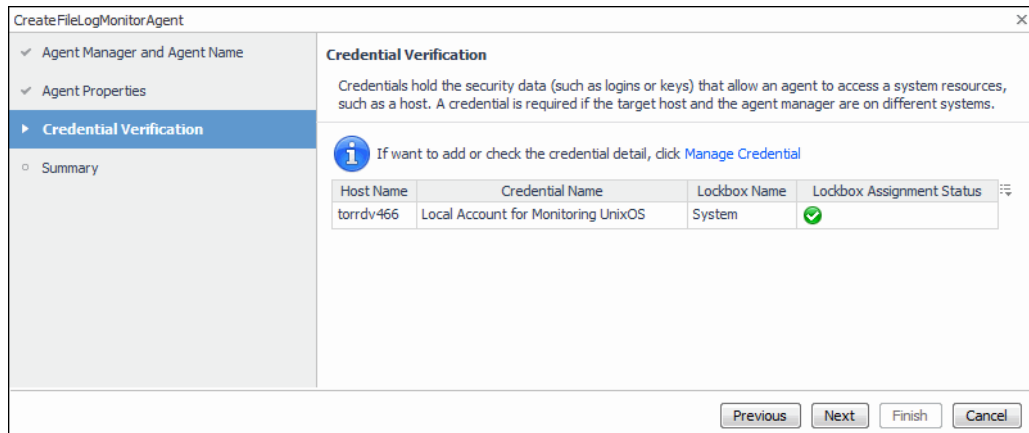 CreateFileLogMonitorAgent
Agent Manager and Agent Name
Agent Properties
Credential Verification
Summary
Credential Verification
Credentials hold the security data (such as logins or keys) that allow an agent to access a system resources,
such as a host. A credential is required if the target host and the agent manager are on different systems.
If want to add or check the credential detail, click Manage Credential
Host Name Credential Name Lockbox Name Lockbox Assignment Status
torrdv466 Local Account for Monitoring UnixOS System
Previous Next Finish Cancel